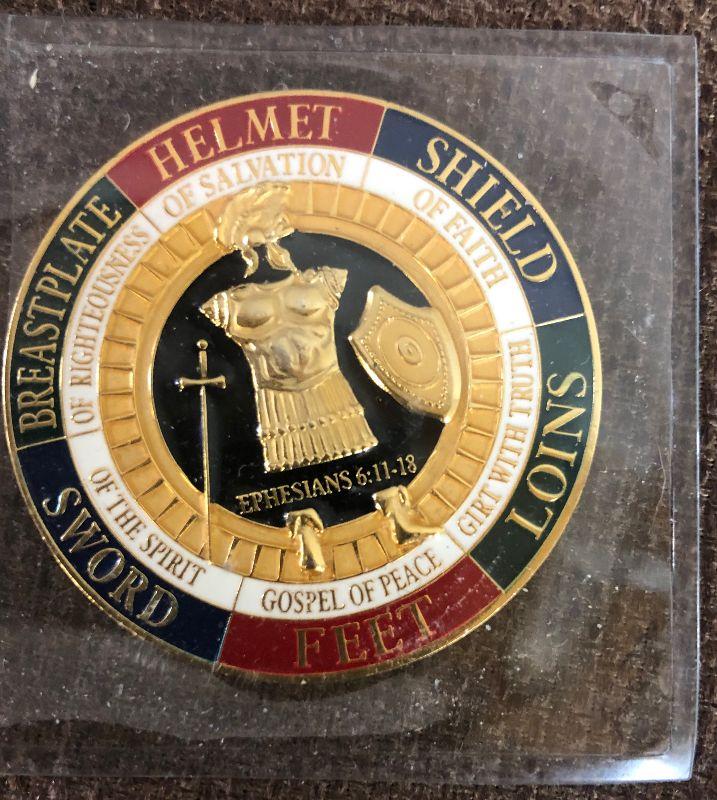 HELMET
OF SALVATION
SHIELD
OF FAITH
LOINS
GIRT WITH TRUTH
FEET
GOSPEL OF PEACE
SWORD
OF THE SPIRIT
BREASTPLATE
OF RIGHTEOUSNESS
EPHESIANS 6:11-18